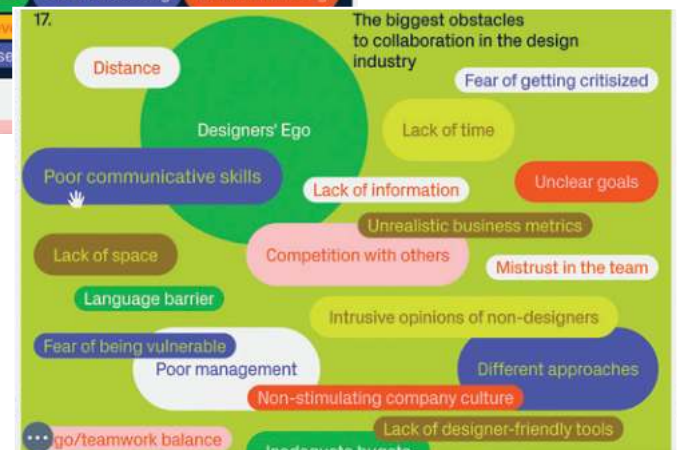 17.
The biggest obstacles
to collaboration in the design
industry
Distance
Fear of getting critisized
Designers' Ego
Lack of time
Poor communicative skills
Lack of information
Unclear goals
Unrealistic business metrics
Lack of space
Competition with others
Mistrust in the team
Language barrier
Intrusive opinions of non-designers
Fear of being vulnerable
Poor management
Different approaches
Non-stimulating company culture
Lack of designer-friendly tools
go/teamwork balance